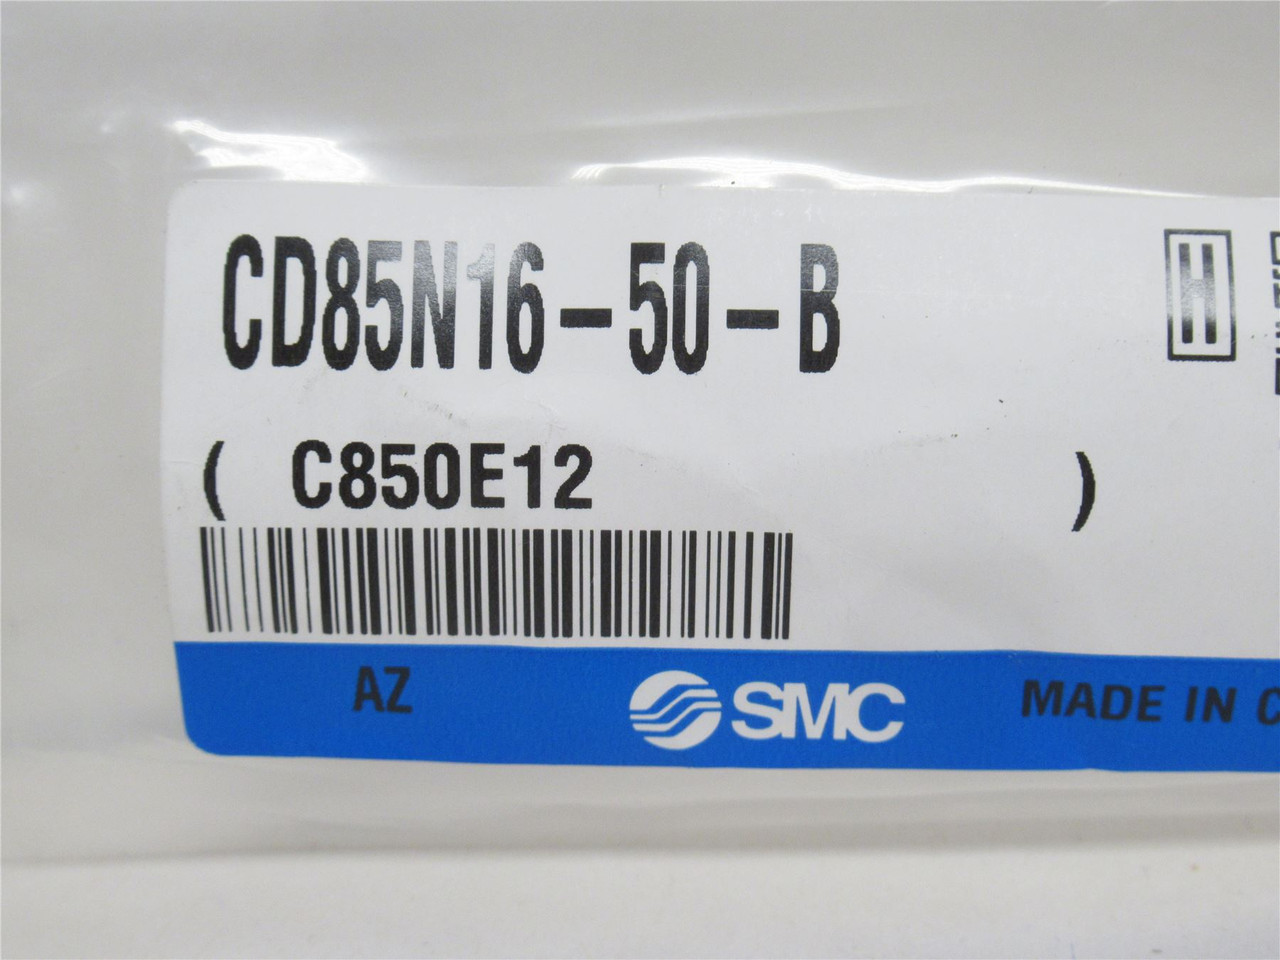 CD85N16-50-B
H
( C850E12 )
AZ
SMC
MADE IN